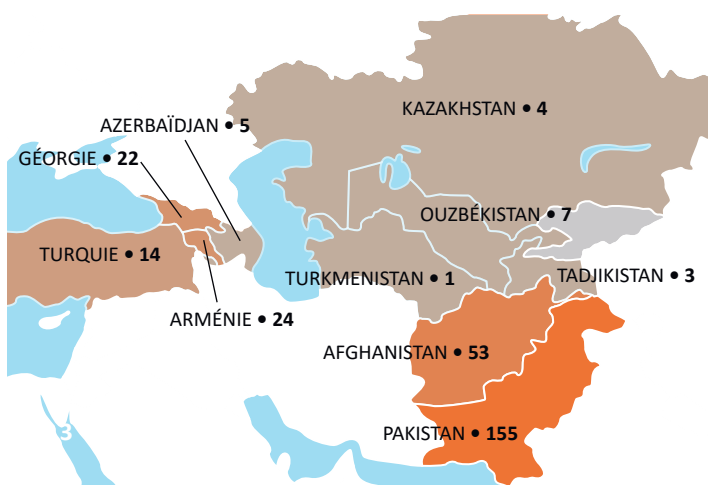 KAZAKHSTAN • 4
AZERBAÏDJAN • 5
GÉORGIE • 22
OUZBÉKISTAN • 7
TURQUIE • 14
TURKMENISTAN • 1
TADJIKISTAN • 3
ARMÉNIE • 24
AFGHANISTAN • 53
3
PAKISTAN • 155